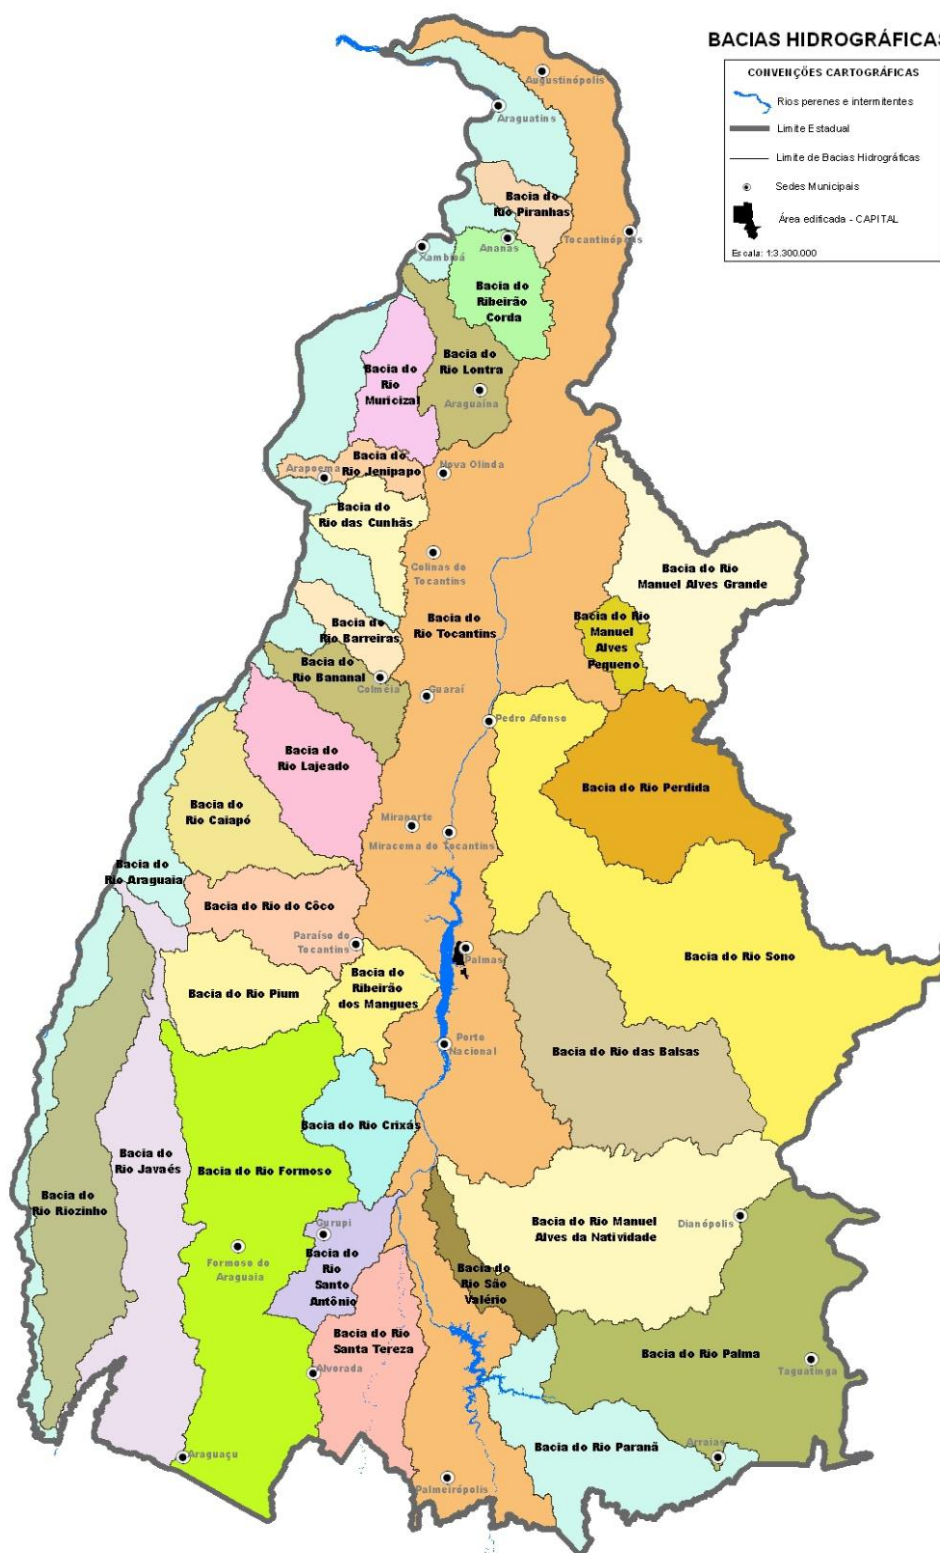 BACIAS HIDROGRÁFICAS
CONVENÇÕES CARTOGRÁFICAS
Rios perenes e intermitentes
Limite Estadual
Limite de Bacias Hidrográficas
Sedes Municipais
Área edificada - CAPITAL
Escala: 1:3.300.000
Augustinópolis
Araguatins
Bacia do
Rio Piranhas
Tocantinópolis
Ananás
Xambioá
Bacia do
Ribeirão
Corda
Bacia do
Rio Lontra
Bacia do
Rio
Muricizal
Araguaína
Bacia do
Rio Jenipapo
Arapoema
Nova Olinda
Bacia do
Rio das Cunhãs
Colinas do
Tocantins
Bacia do Rio
Manuel Alves Grande
Bacia do Rio
Manuel
Alves
Pequeno
Bacia do
Rio Tocantins
Bacia do
Rio Barreiras
Bacia do
Rio Bananal
Colméia
Guaraí
Pedro Afonso
Bacia do
Rio Lajeado
Bacia do Rio Perdida
Bacia do
Rio Caiapó
Miranorte
Miracema do Tocantins
Bacia do
Rio Araguaia
Bacia do Rio do Côco
Paraíso do
Tocantins
Palmas
Bacia do Rio Sono
Bacia do Rio Pium
Bacia do
Ribeirão
dos Mangues
Porto
Nacional
Bacia do Rio das Balsas
Bacia do Rio Crixás
Bacia do
Rio Javaés
Bacia do Rio Formoso
Bacia do
Rio Riozinho
Gurupi
Formoso do
Araguaia
Bacia do
Rio
Santo
Antônio
Bacia do Rio Manuel
Alves da Natividade
Dianópolis
Bacia do
Rio São
Valério
Bacia do Rio
Santa Tereza
Bacia do Rio Palma
Taguatinga
Alvorada
Bacia do Rio Paranã
Arraias
Araguaçu
Palmeirópolis